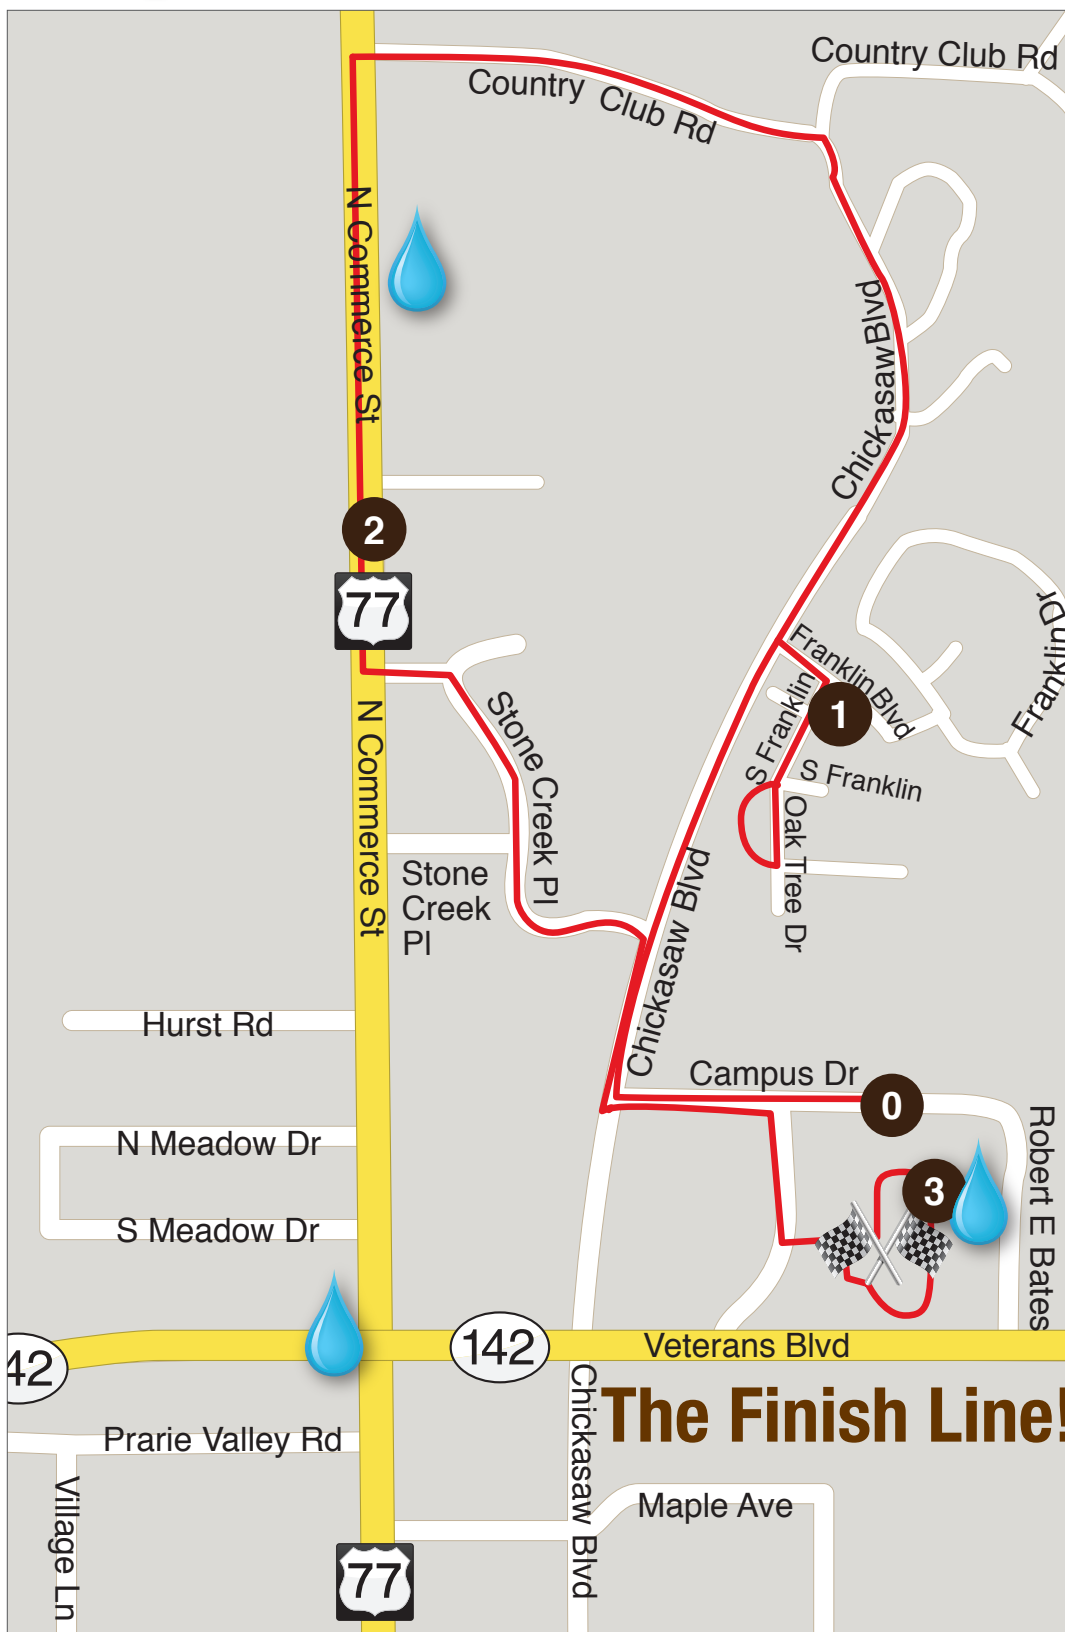 Country Club Rd
Country Club Rd
N Commerce St
Chickasaw Blvd
2
77
Franklin Dr
Franklin Blvd
S Franklin
1
S Franklin
Frankl
Stone Creek Pl
N Commerce St
Oak Tree Dr
Stone
Creek
Pl
Chickasaw Blvd
Hurst Rd
Campus Dr
0
N Meadow Dr
Robert E Bates
3
S Meadow Dr
142
42
Veterans Blvd
The Finish Line!
Chickasaw Blvd
Prarie Valley Rd
Village Ln
Maple Ave
77